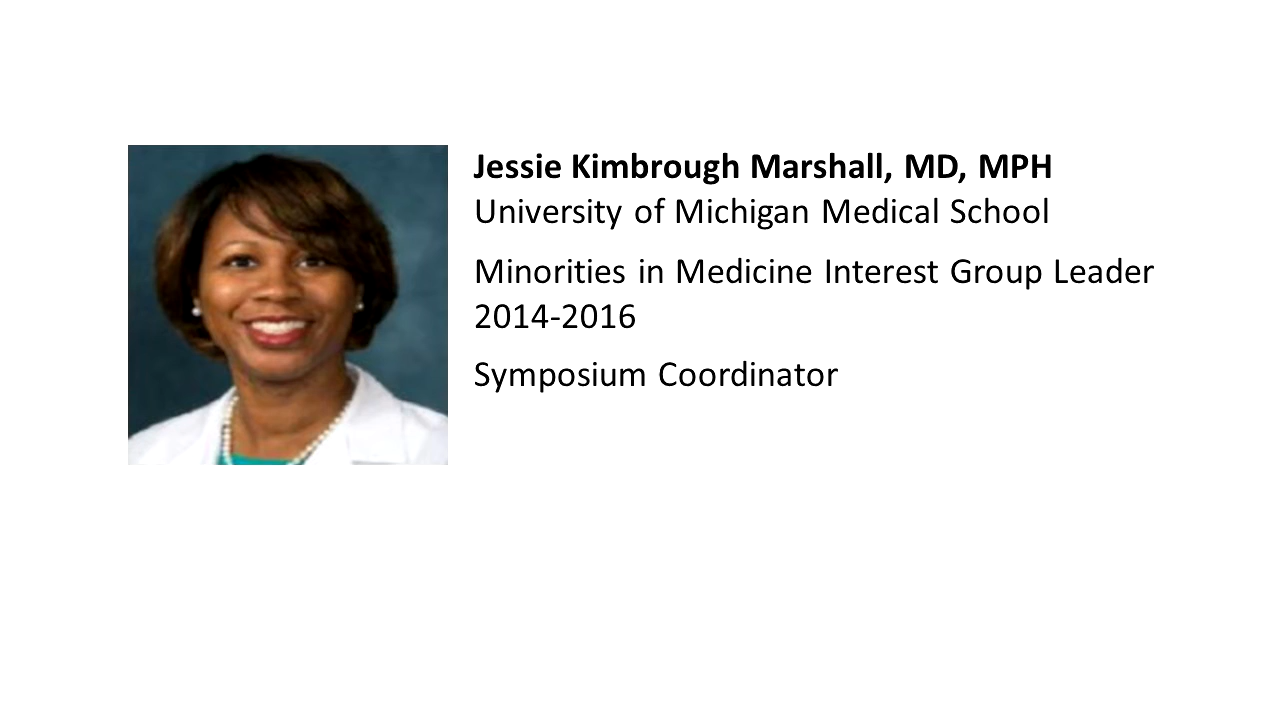 Jessie Kimbrough Marshall, MD, MPH
University of Michigan Medical School
Minorities in Medicine Interest Group Leader
2014-2016
Symposium Coordinator